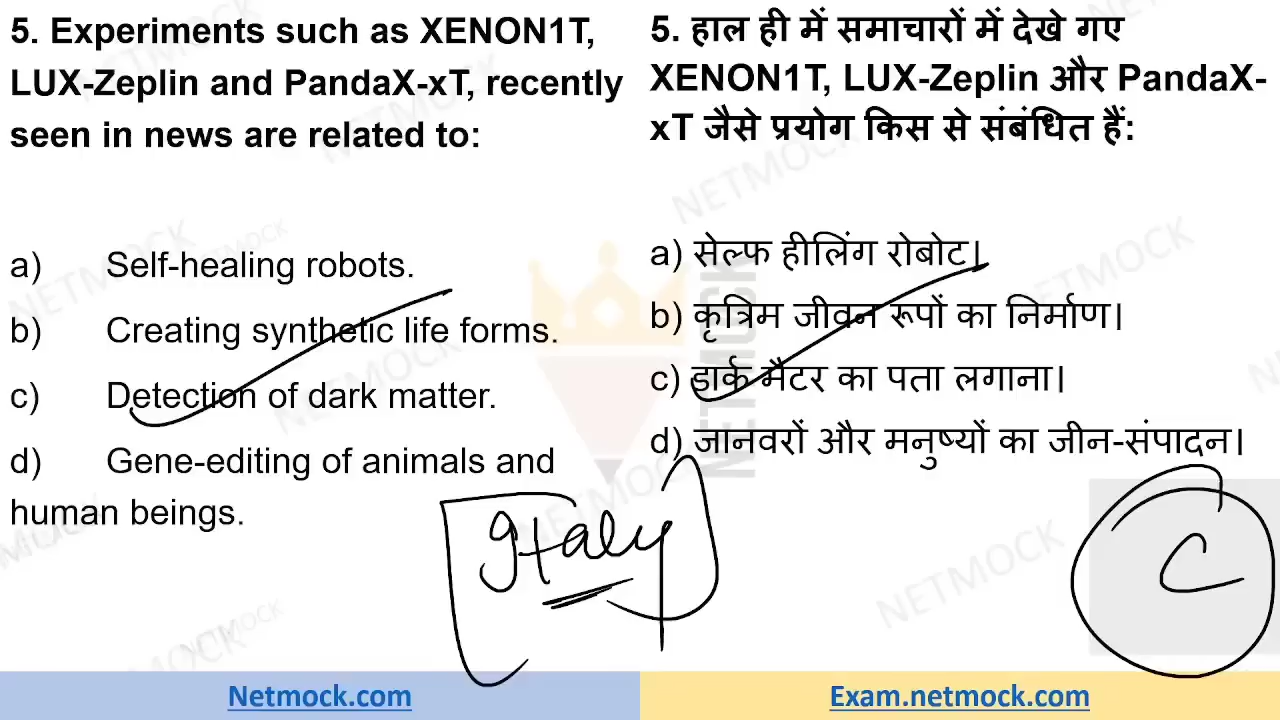 5. Experiments such as XENON1T,
LUX-Zeplin and PandaX-xT, recently
seen in news are related to:
a) Self-healing robots.
b) Creating synthetic life forms.
c) Detection of dark matter.
d) Gene-editing of animals and
human beings.
5. हाल ही में समाचारों में देखे गए
XENON1T, LUX-Zeplin और PandaX-
xT जैसे प्रयोग किस से संबंधित हैं:
a) सेल्फ हीलिंग रोबोट।
b) कृत्रिम जीवन रूपों का निर्माण।
c) डार्क मैटर का पता लगाना।
d) जानवरों और मनुष्यों का जीन-संपादन।
Italy
C
NETMOCK
Netmock.com
Exam.netmock.com